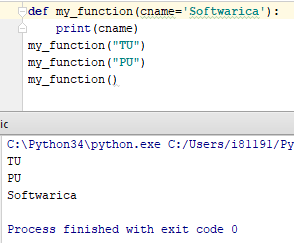 def my_function(cname='Softwarica'):
    print(cname)
my_function("TU")
my_function("PU")
my_function()
ic
C:\Python34\python.exe C:/Users/i81191/Py
TU
PU
Softwarica
Process finished with exit code 0